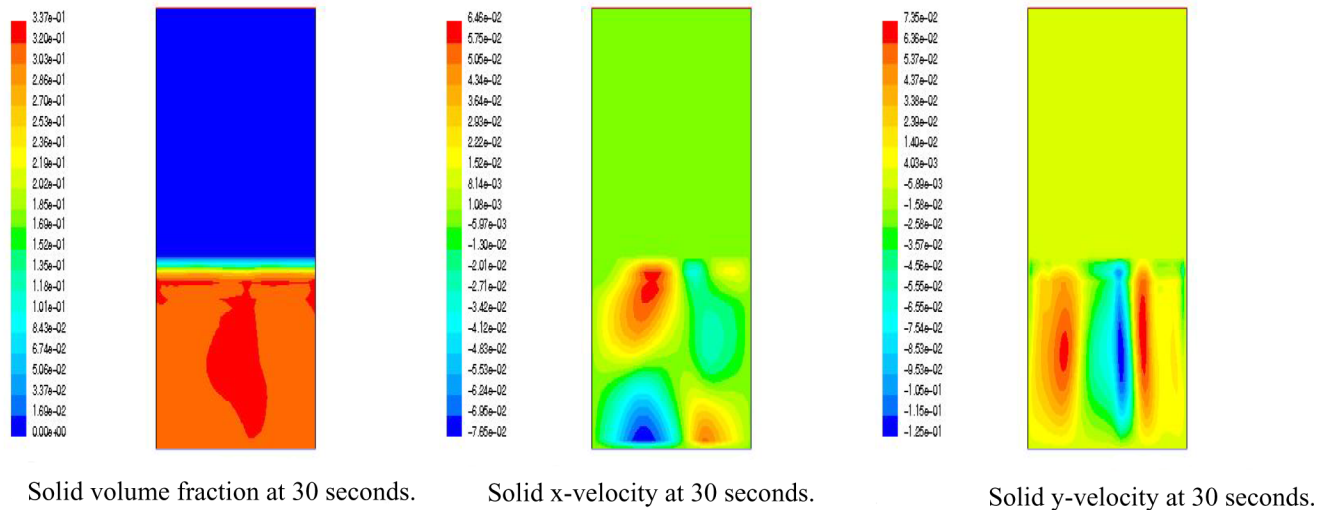 3.37e-01
3.20e-01
3.03e-01
2.86e-01
2.70e-01
2.53e-01
2.36e-01
2.19e-01
2.02e-01
1.85e-01
1.69e-01
1.52e-01
1.35e-01
1.18e-01
1.01e-01
8.43e-02
6.74e-02
5.06e-02
3.37e-02
1.69e-02
0.00e+00
Solid volume fraction at 30 seconds.
6.46e-02
5.75e-02
5.05e-02
4.34e-02
3.64e-02
2.93e-02
2.22e-02
1.52e-02
8.14e-03
1.08e-03
-5.97e-03
-1.30e-02
-2.01e-02
-2.71e-02
-3.42e-02
-4.12e-02
-4.83e-02
-5.53e-02
-6.24e-02
-6.95e-02
-7.65e-02
Solid x-velocity at 30 seconds.
7.35e-02
6.36e-02
5.37e-02
4.37e-02
3.38e-02
2.39e-02
1.40e-02
4.03e-03
-5.89e-03
-1.58e-02
-2.58e-02
-3.57e-02
-4.56e-02
-5.55e-02
-6.55e-02
-7.54e-02
-8.53e-02
-9.53e-02
-1.05e-01
-1.15e-01
-1.25e-01
Solid y-velocity at 30 seconds.